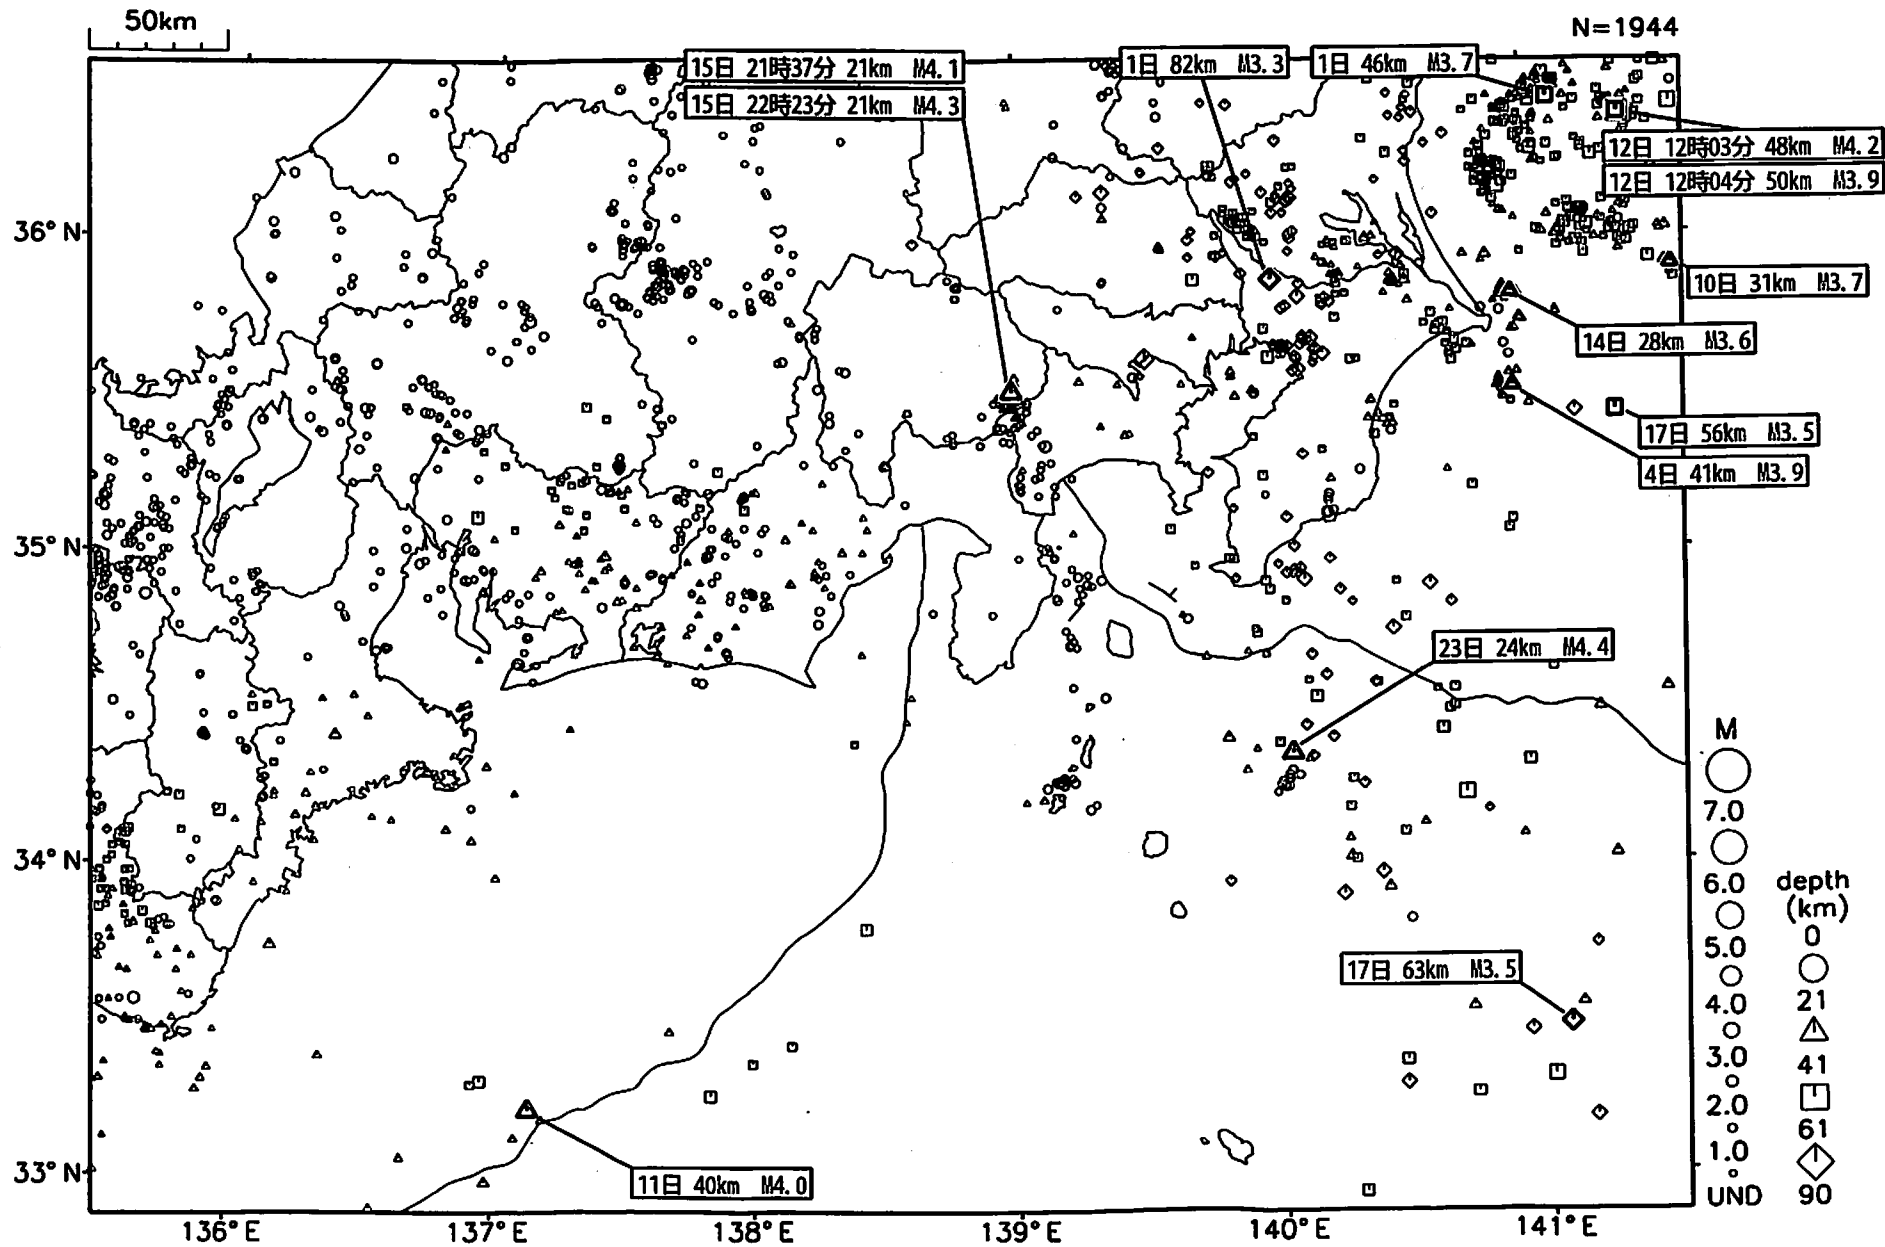 50km
N=1944
15日 21時37分 21km M4.1
15日 22時23分 21km M4.3
1日 82km M3.3
1日 46km M3.7
12日 12時03分 48km M4.2
12日 12時04分 50km M3.9
10日 31km M3.7
14日 28km M3.6
17日 56km M3.5
4日 41km M3.9
23日 24km M4.4
17日 63km M3.5
11日 40km M4.0
36°N
35°N
34°N
33°N
136°E
137°E
138°E
139°E
140°E
141°E
M
7.0
6.0
5.0
4.0
3.0
2.0
1.0
UND
depth
(km)
0
21
41
61
90